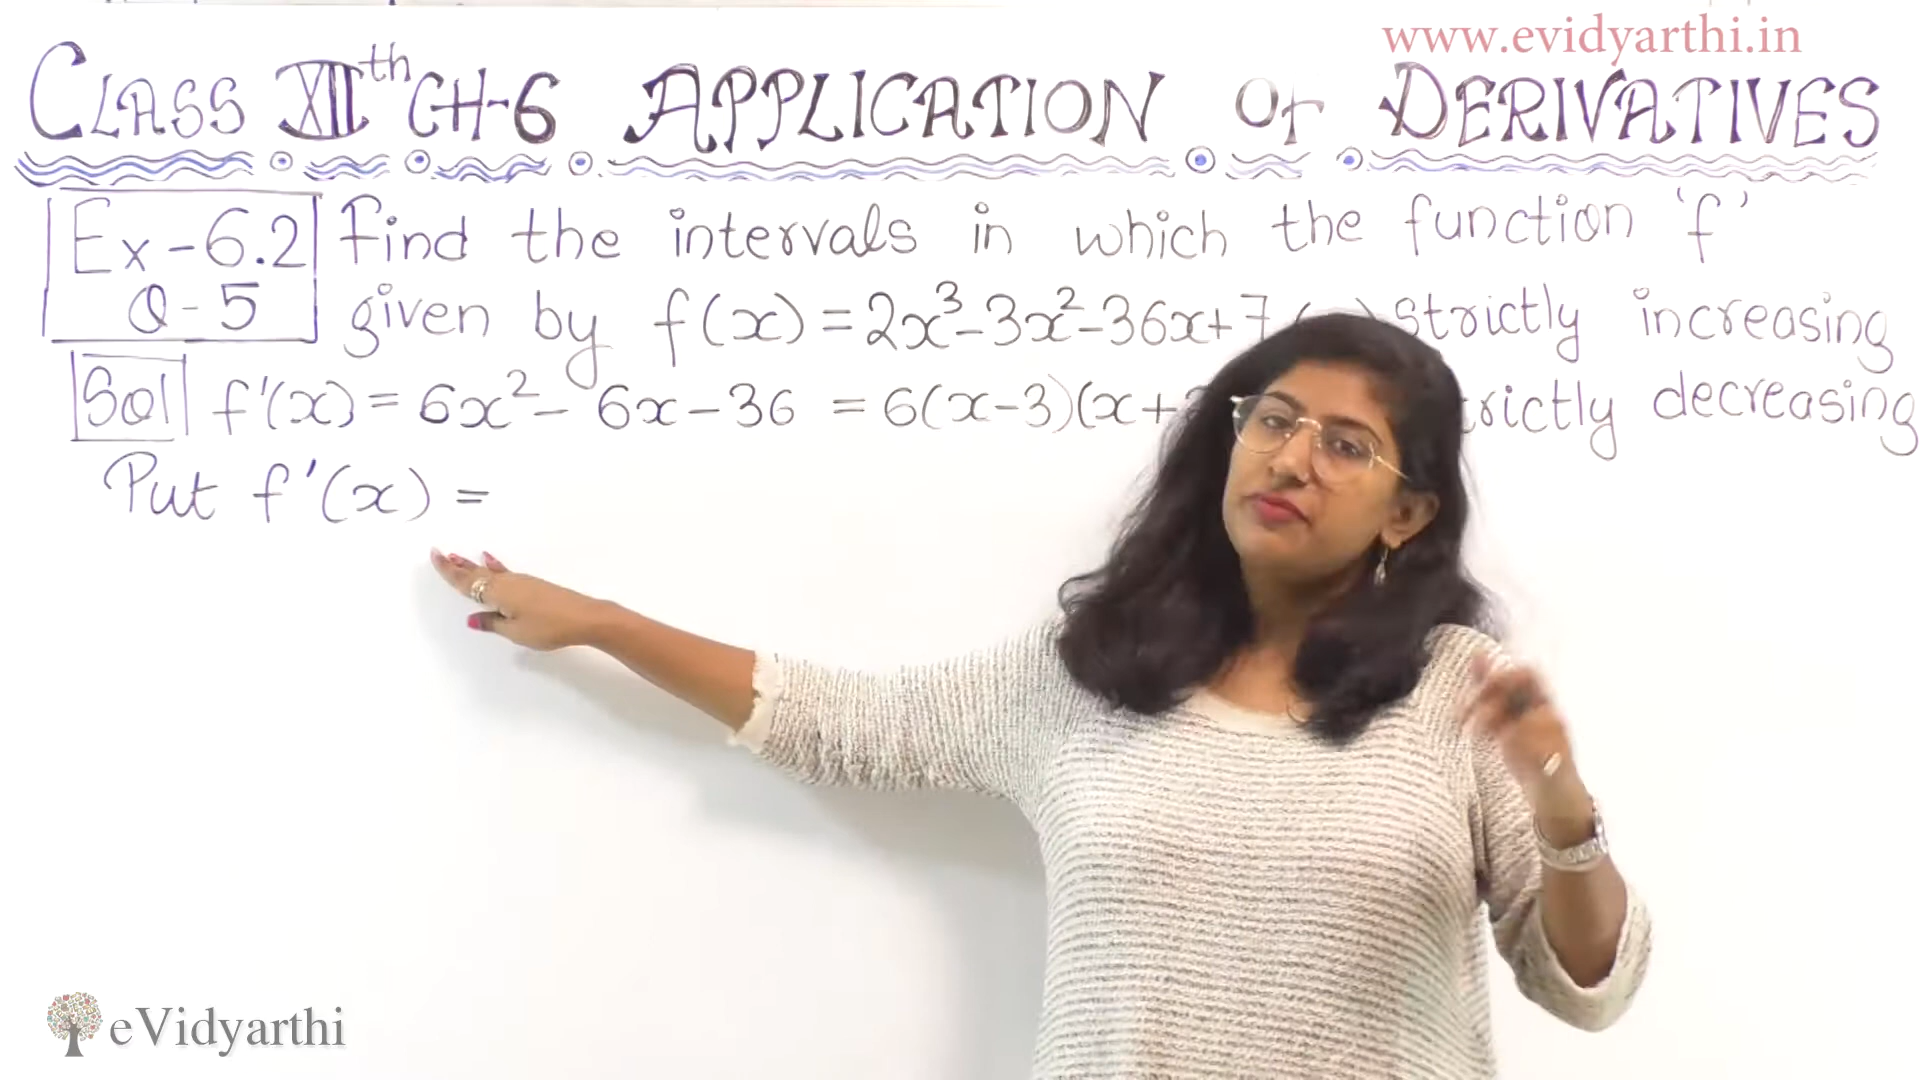 www.evidyarthi.in
CLASS XIIth CH-6 APPLICATION OF DERIVATIVES
Ex-6.2 Find the intervals in which the function 'f'
Q-5 given by f(x) = 2x³-3x²-36x+7 strictly increasing
Sol f'(x) = 6x² - 6x - 36 = 6(x-3)(x+ decreasing
Put f'(x) =
eVidyarthi